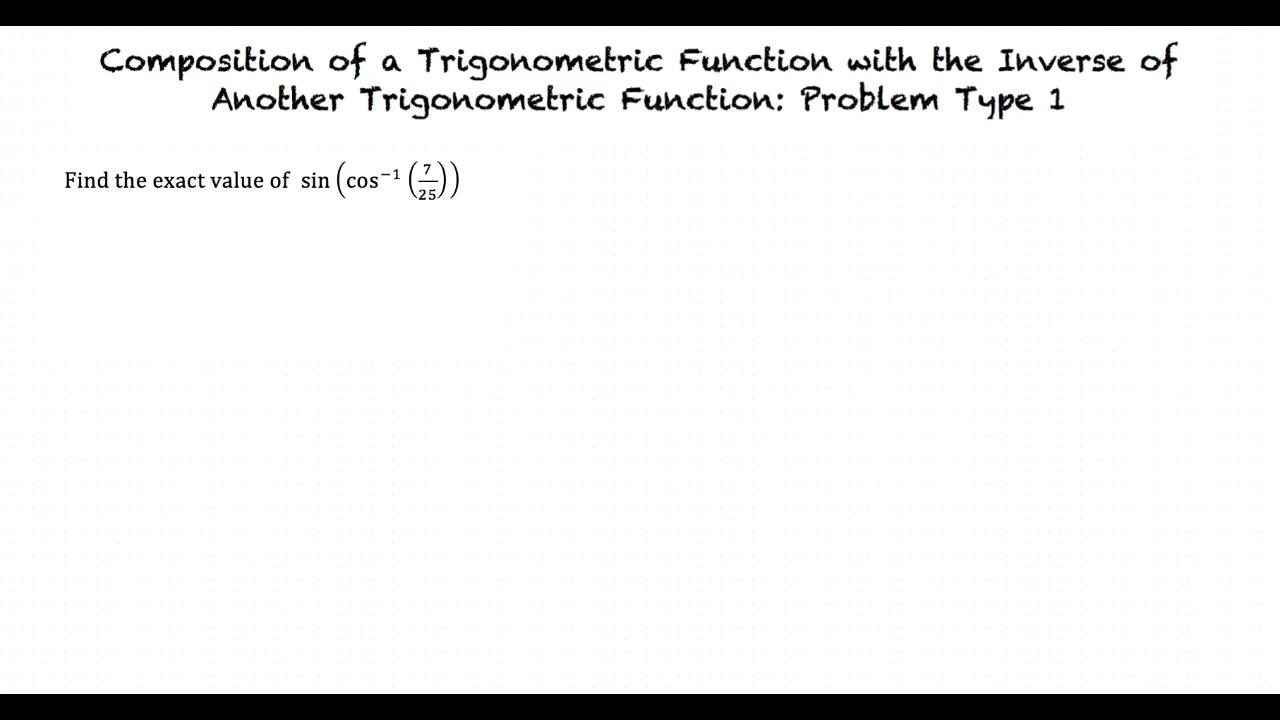 Composition of a Trigonometric Function with the Inverse of
Another Trigonometric Function: Problem Type 1
Find the exact value of sin (cos⁻¹ (7/25))